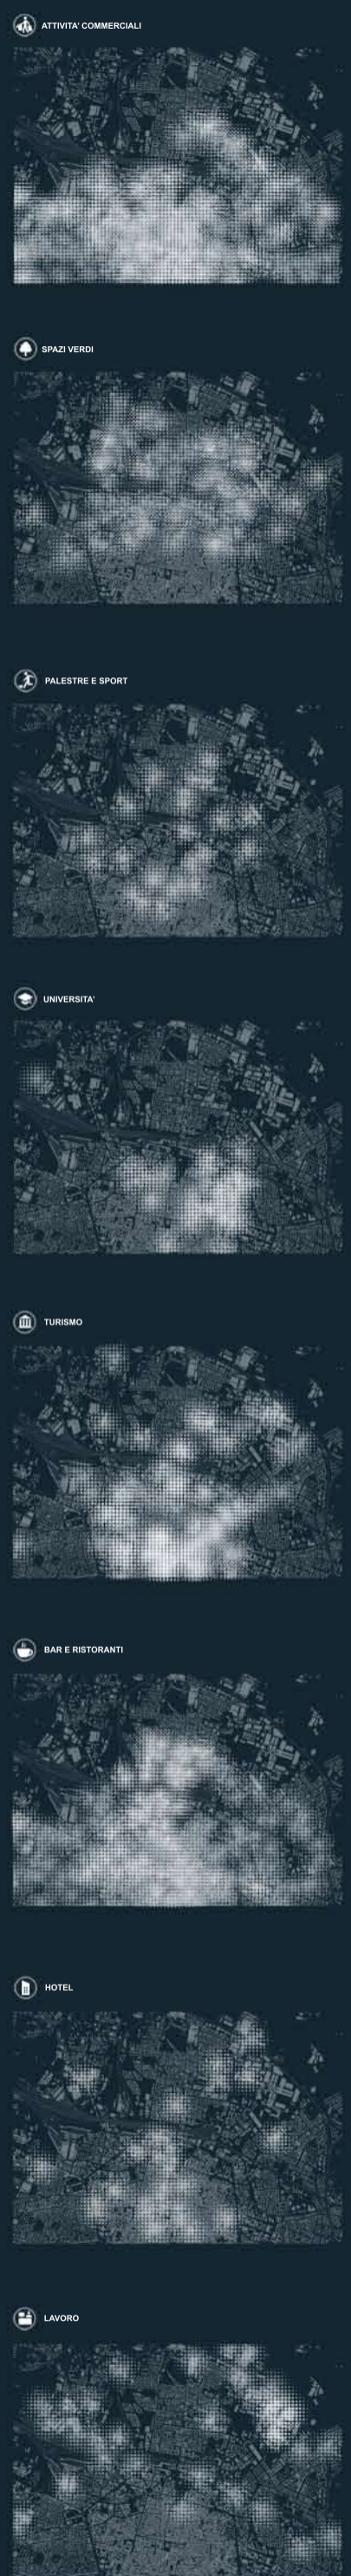 ATTIVITA' COMMERCIALI
SPAZI VERDI
PALESTRE E SPORT
UNIVERSITA'
TURISMO
BAR E RISTORANTI
HOTEL
LAVORO